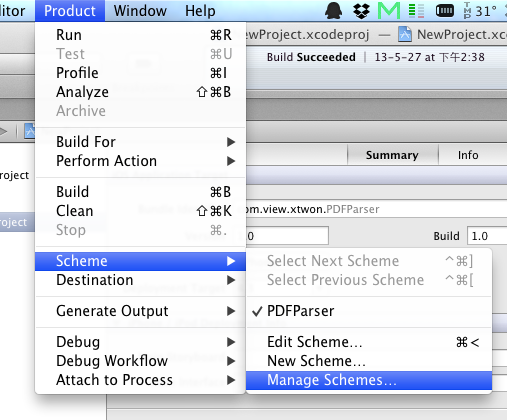 ditor Product Window Help 31°
Run ⌘R
ewProject.xcodeproj — NewProject.xc
Test ⌘U
Build Succeeded | 13-5-27 at 下午2:38
Profile ⌘I
Analyze ⇧⌘B
Archive
Build For
Perform Action
Summary Info
roject
Build ⌘B
Clean ⇧⌘K
om.view.xtwon.PDFParser
roject
Stop ⌘.
0 Build 1.0
Scheme
Select Next Scheme ^⌘]
Destination
Select Previous Scheme ^⌘[
Generate Output
✓ PDFParser
Debug
Edit Scheme... ⌘<
Debug Workflow
New Scheme...
Attach to Process
Manage Schemes...